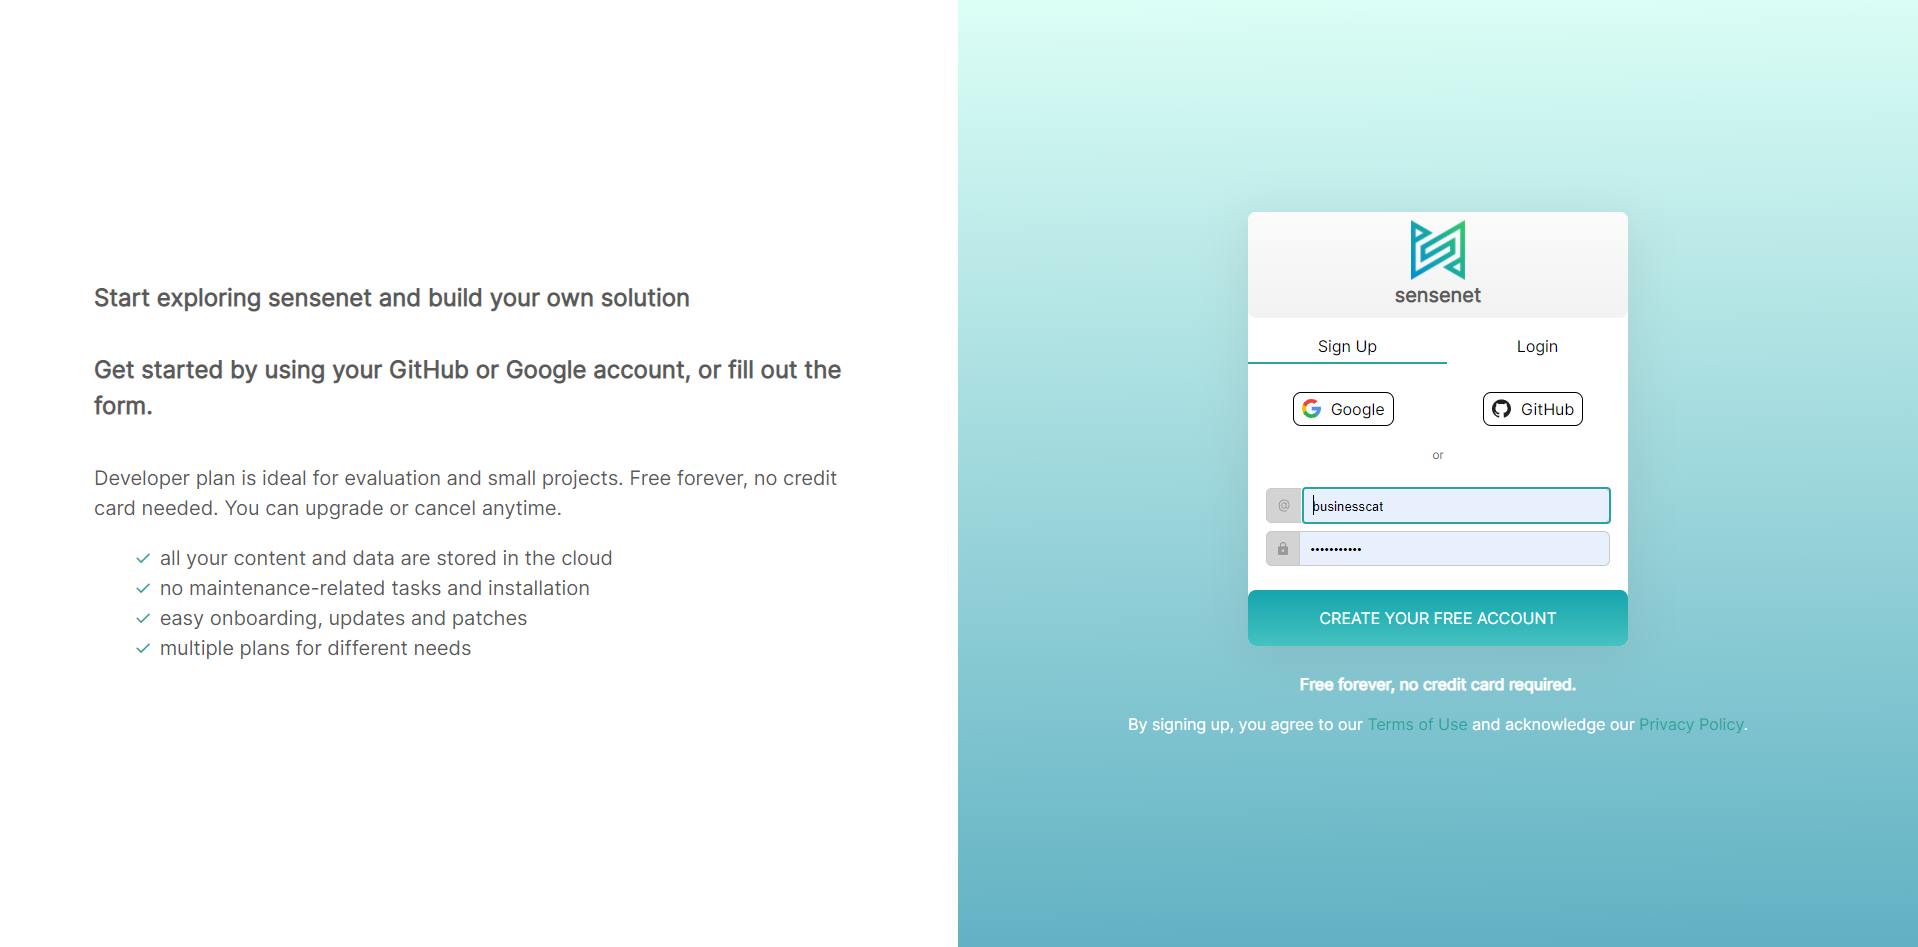 Start exploring sensenet and build your own solution
Get started by using your GitHub or Google account, or fill out the
form.
Developer plan is ideal for evaluation and small projects. Free forever, no credit
card needed. You can upgrade or cancel anytime.
all your content and data are stored in the cloud
no maintenance-related tasks and installation
easy onboarding, updates and patches
multiple plans for different needs
sensenet
Sign Up Login
Google GitHub
or
@ businesscat
•••••••••••
CREATE YOUR FREE ACCOUNT
Free forever, no credit card required.
By signing up, you agree to our Terms of Use and acknowledge our Privacy Policy.